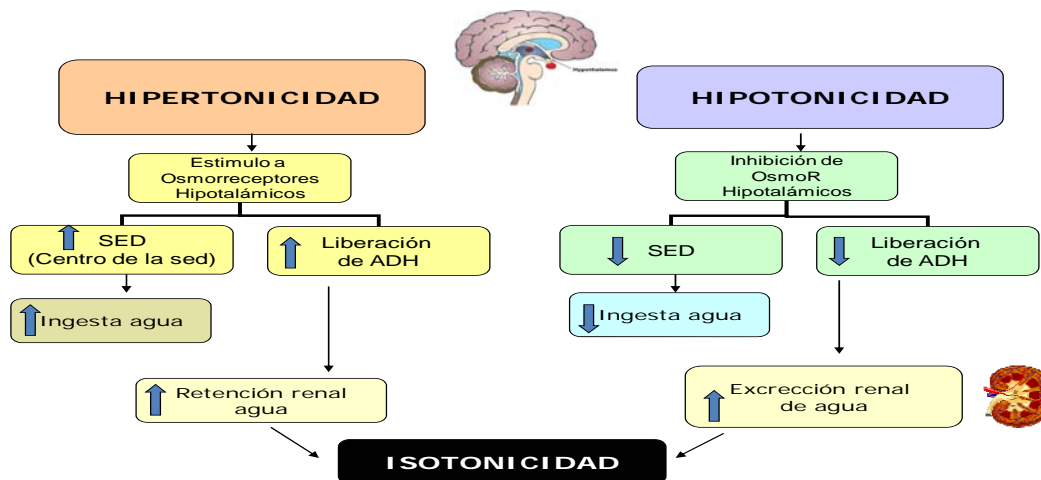 Hypothalamus
HIPERTONICIDAD
HIPOTONICIDAD
Estimulo a
Osmorreceptores
Hipotalámicos
Inhibición de
OsmoR
Hipotalámicos
SED
(Centro de la sed)
Liberación
de ADH
SED
Liberación
de ADH
Ingesta agua
Ingesta agua
Retención renal
agua
Excrección renal
de agua
ISOTONICIDAD